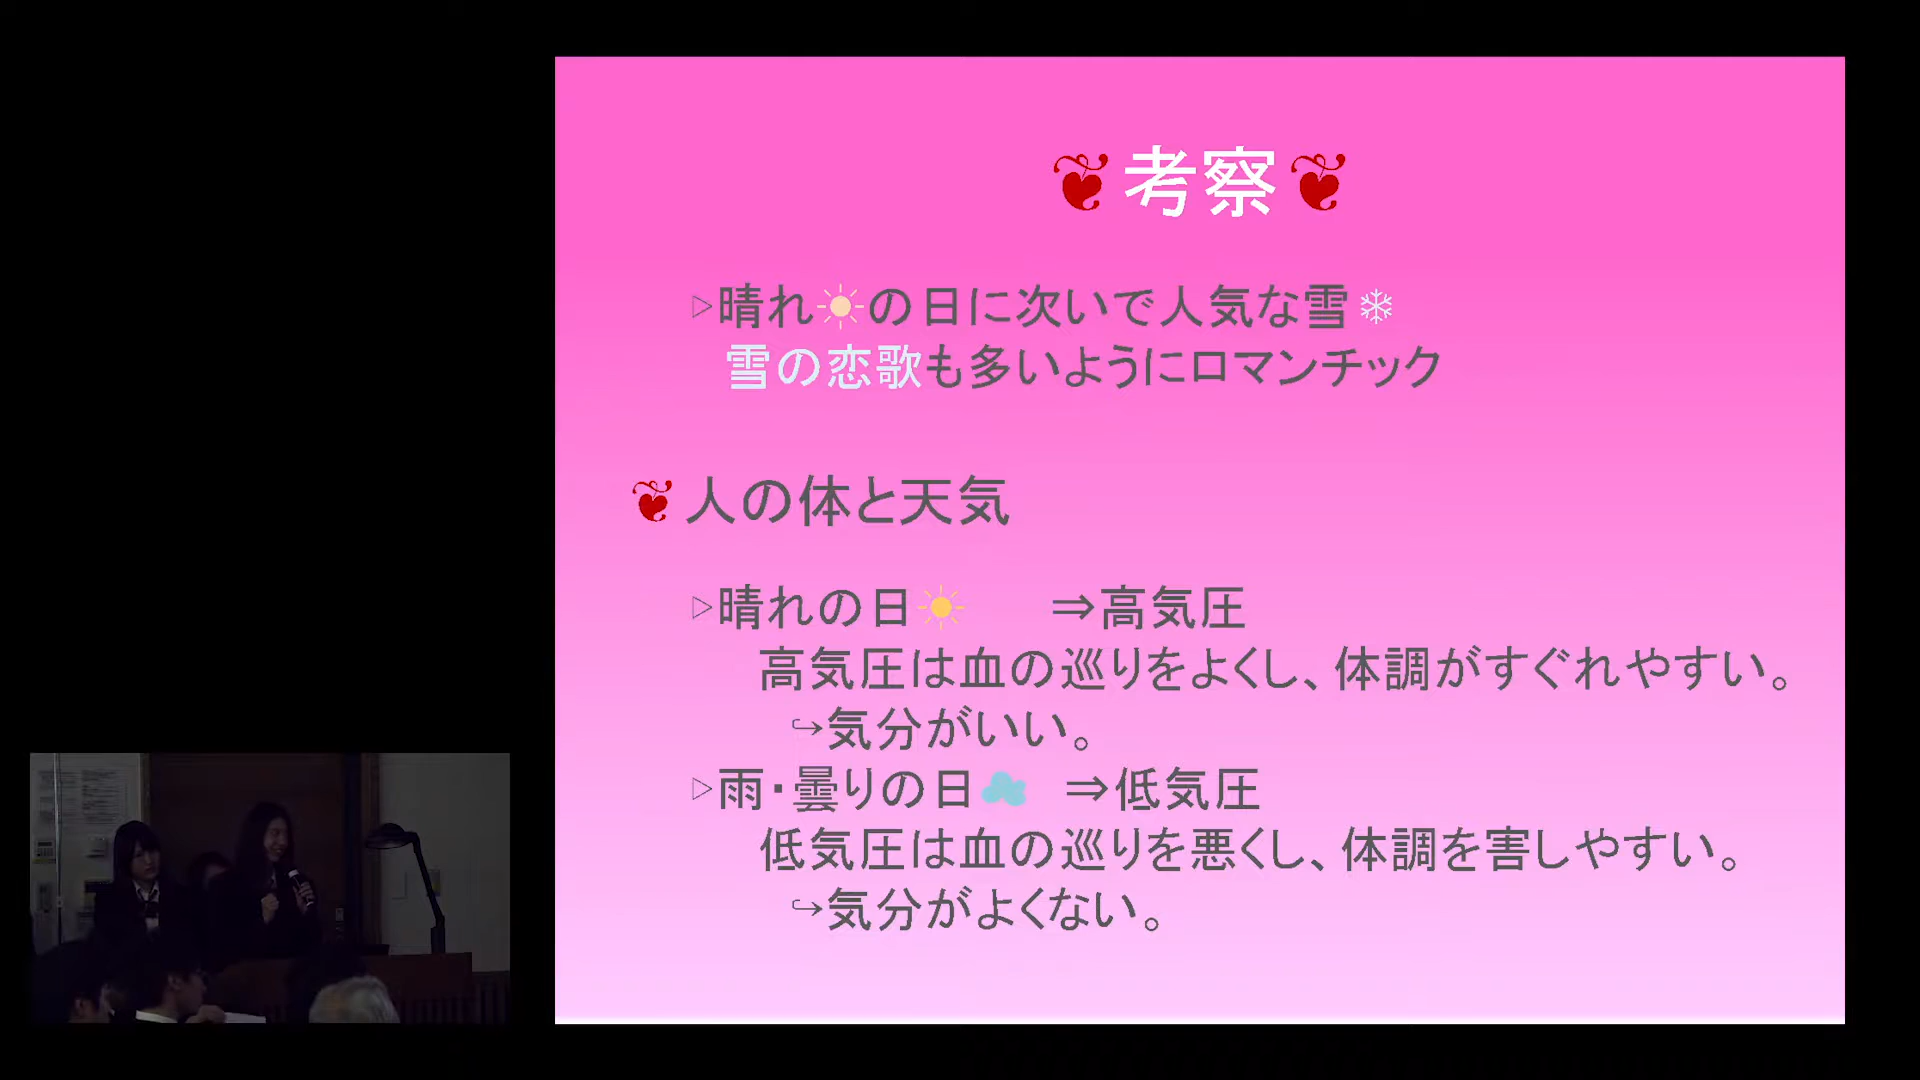 考察
▷晴れ☀の日に次いで人気な雪❄
雪の恋歌も多いようにロマンチック
人の体と天気
▷晴れの日☀ ⇒高気圧
高気圧は血の巡りをよくし、体調がすぐれやすい。
↪気分がいい。
▷雨・曇りの日☁ ⇒低気圧
低気圧は血の巡りを悪くし、体調を害しやすい。
↪気分がよくない。